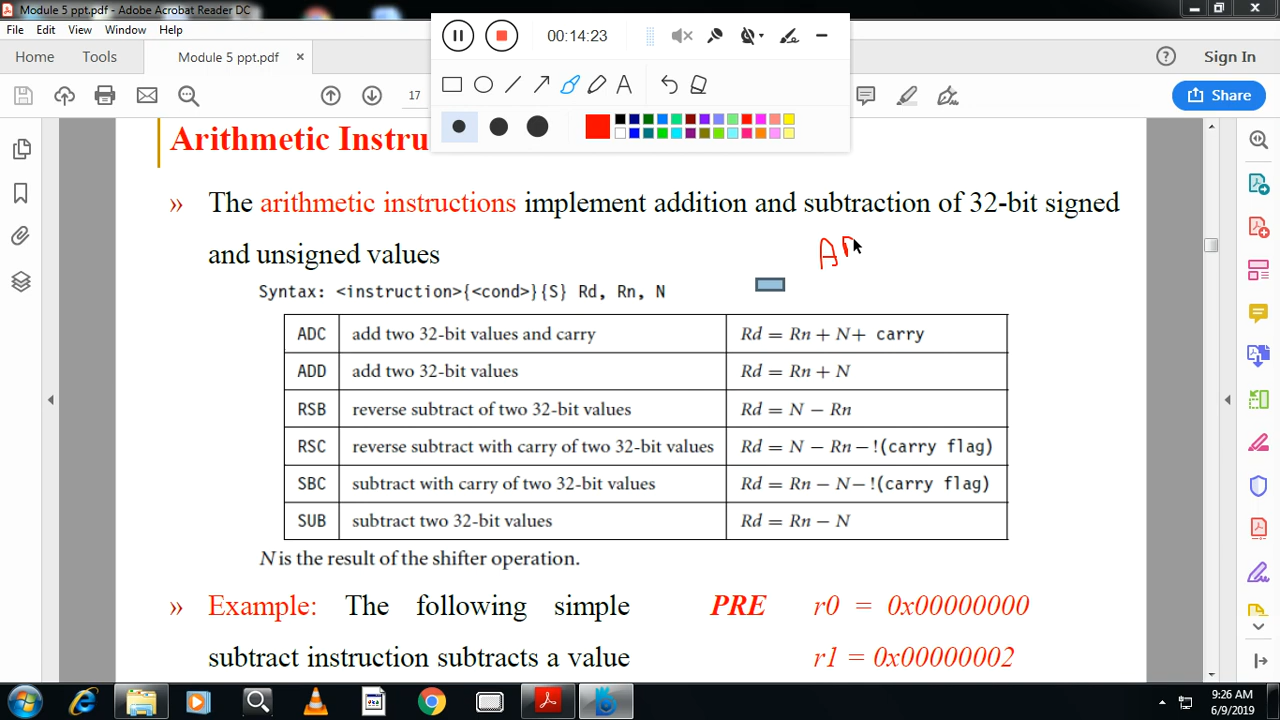 Module 5 ppt.pdf - Adobe Acrobat Reader DC
File Edit View Window Help
Home Tools Module 5 ppt.pdf × Sign In
00:14:23
A
17
Share
Arithmetic Instru
» The arithmetic instructions implement addition and subtraction of 32-bit signed
and unsigned values
Syntax: <instruction>{<cond>}{S} Rd, Rn, N
ADC add two 32-bit values and carry Rd = Rn + N+ carry
ADD add two 32-bit values Rd = Rn + N
RSB reverse subtract of two 32-bit values Rd = N − Rn
RSC reverse subtract with carry of two 32-bit values Rd = N − Rn−!(carry flag)
SBC subtract with carry of two 32-bit values Rd = Rn − N−!(carry flag)
SUB subtract two 32-bit values Rd = Rn − N
N is the result of the shifter operation.
» Example: The following simple
subtract instruction subtracts a value
PRE r0 = 0x00000000
r1 = 0x00000002
9:26 AM
6/9/2019